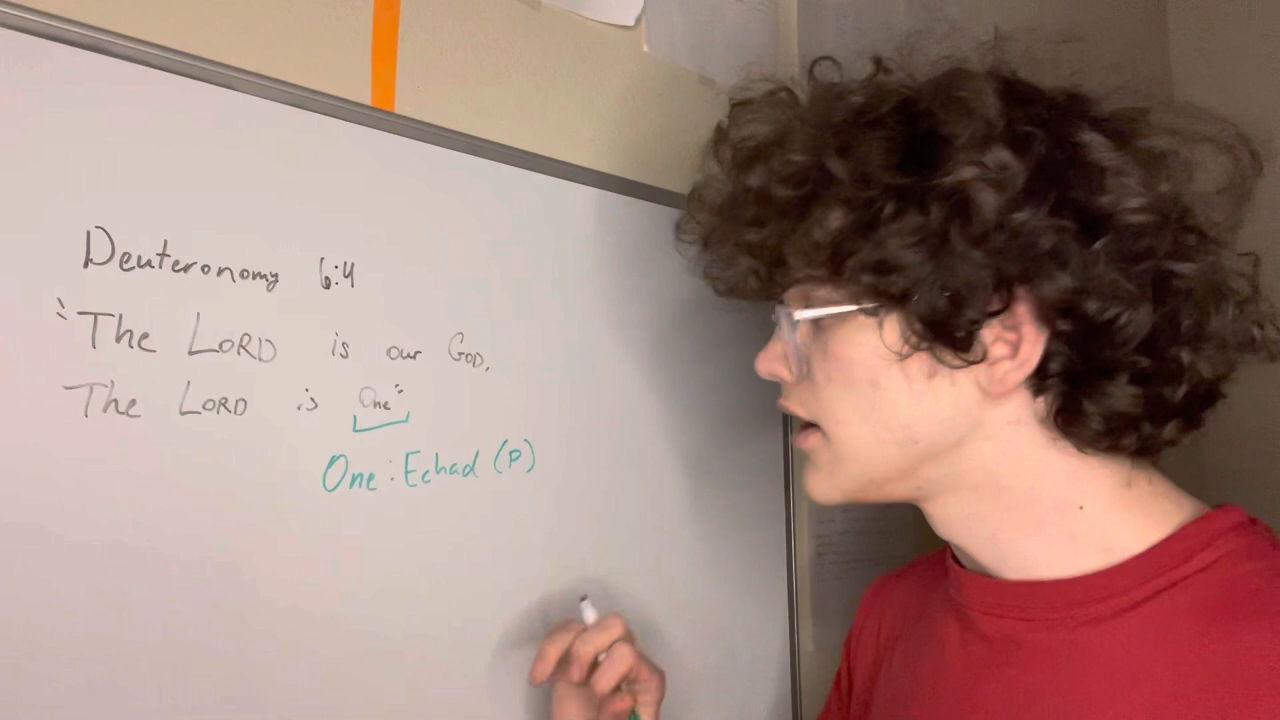 Deuteronomy 6:4
"The LORD is our GOD,
The LORD is One"
One: Echad (P)